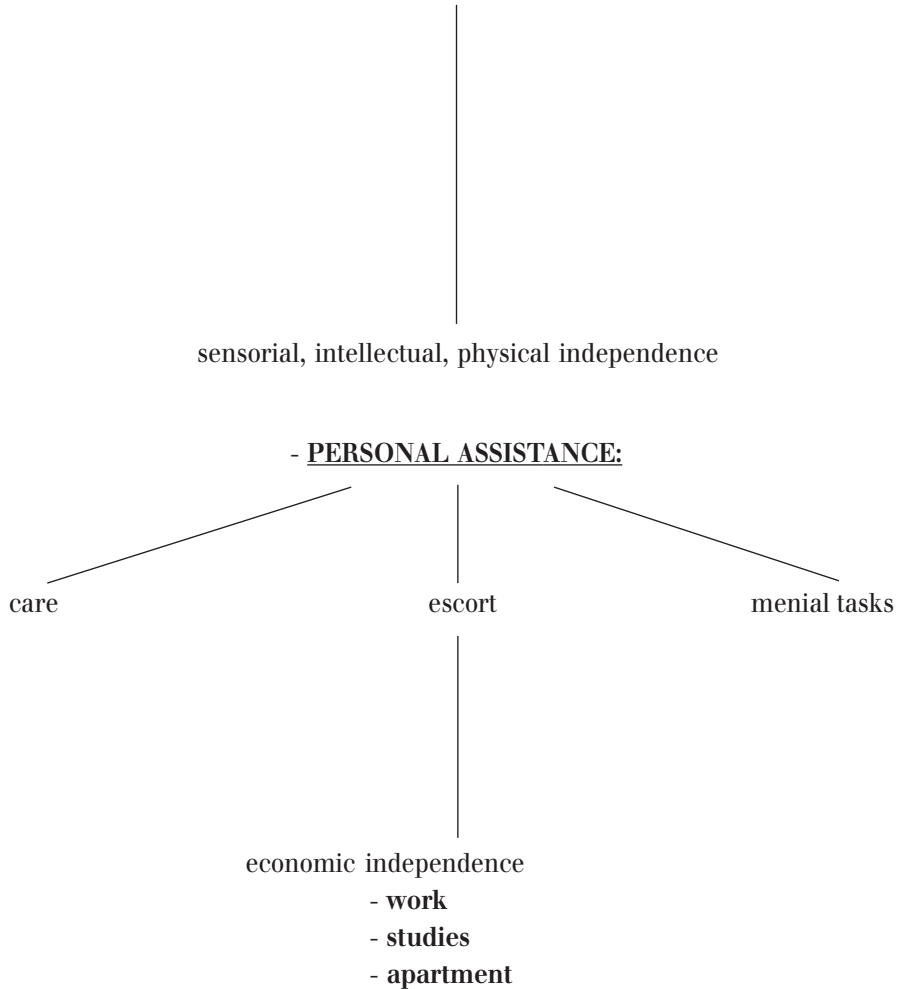 sensorial, intellectual, physical independence
- PERSONAL ASSISTANCE:
care escort menial tasks
economic independence
- work
- studies
- apartment